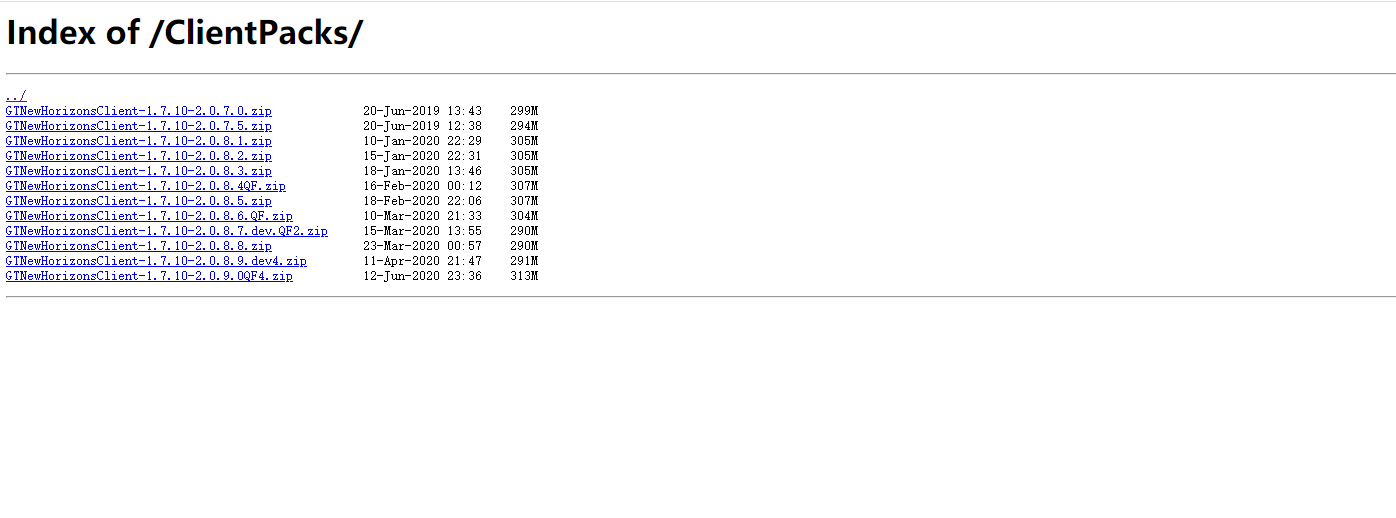 Index of /ClientPacks/
../
GTNewHorizonsClient-1.7.10-2.0.7.0.zip 20-Jun-2019 13:43 299M
GTNewHorizonsClient-1.7.10-2.0.7.5.zip 20-Jun-2019 12:38 294M
GTNewHorizonsClient-1.7.10-2.0.8.1.zip 10-Jan-2020 22:29 305M
GTNewHorizonsClient-1.7.10-2.0.8.2.zip 15-Jan-2020 22:31 305M
GTNewHorizonsClient-1.7.10-2.0.8.3.zip 18-Jan-2020 13:46 305M
GTNewHorizonsClient-1.7.10-2.0.8.4QF.zip 16-Feb-2020 00:12 307M
GTNewHorizonsClient-1.7.10-2.0.8.5.zip 18-Feb-2020 22:06 307M
GTNewHorizonsClient-1.7.10-2.0.8.6.QF.zip 10-Mar-2020 21:33 304M
GTNewHorizonsClient-1.7.10-2.0.8.7.dev.QF2.zip 15-Mar-2020 13:55 290M
GTNewHorizonsClient-1.7.10-2.0.8.8.zip 23-Mar-2020 00:57 290M
GTNewHorizonsClient-1.7.10-2.0.8.9.dev4.zip 11-Apr-2020 21:47 291M
GTNewHorizonsClient-1.7.10-2.0.9.0QF4.zip 12-Jun-2020 23:36 313M